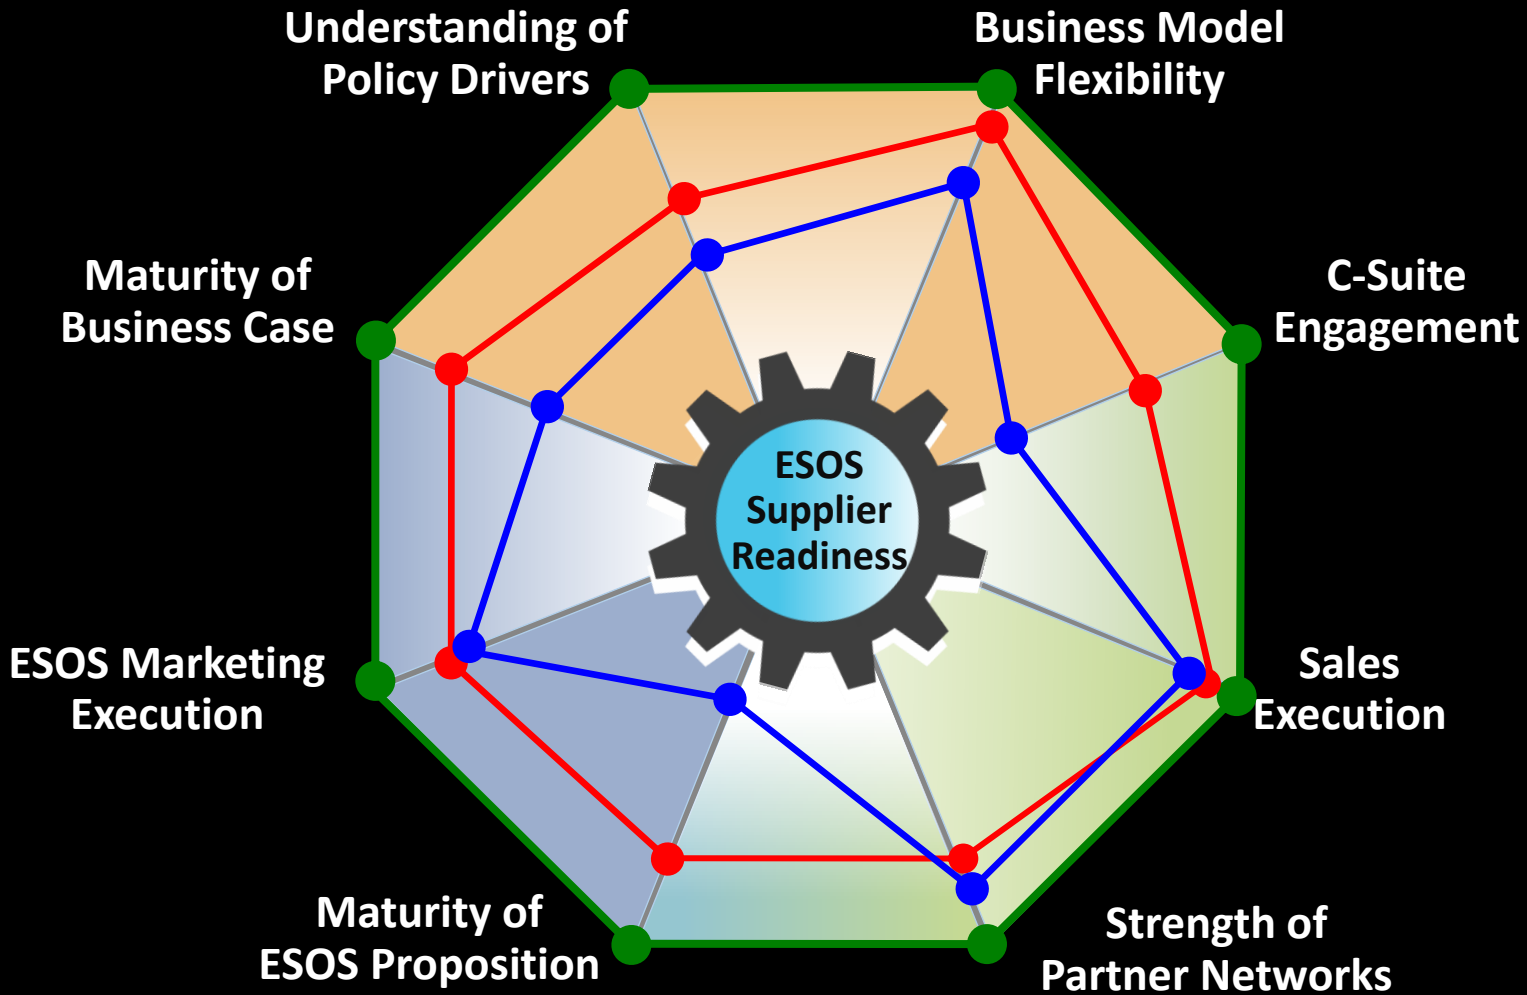 Understanding of
Policy Drivers
Business Model
Flexibility
Maturity of
Business Case
C-Suite
Engagement
ESOS
Supplier
Readiness
ESOS Marketing
Execution
Sales
Execution
Maturity of
ESOS Proposition
Strength of
Partner Networks